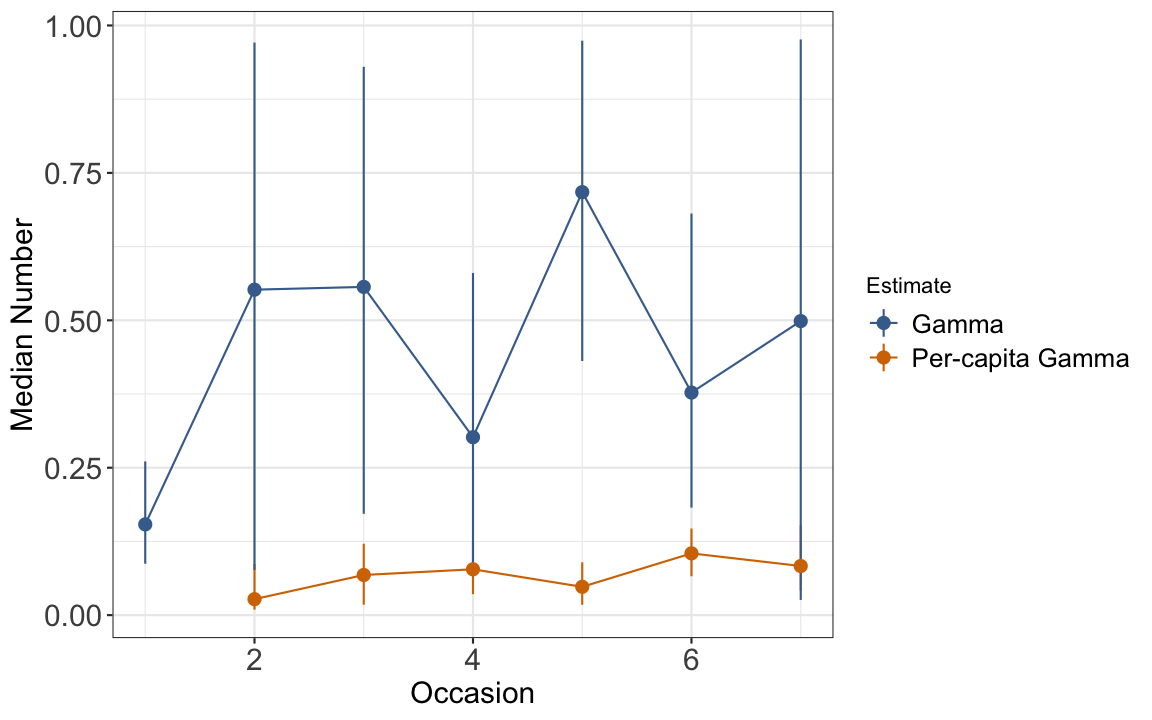 1.00
0.75
0.50
0.25
0.00
Median Number
2 4 6
Occasion
Estimate
Gamma
Per-capita Gamma